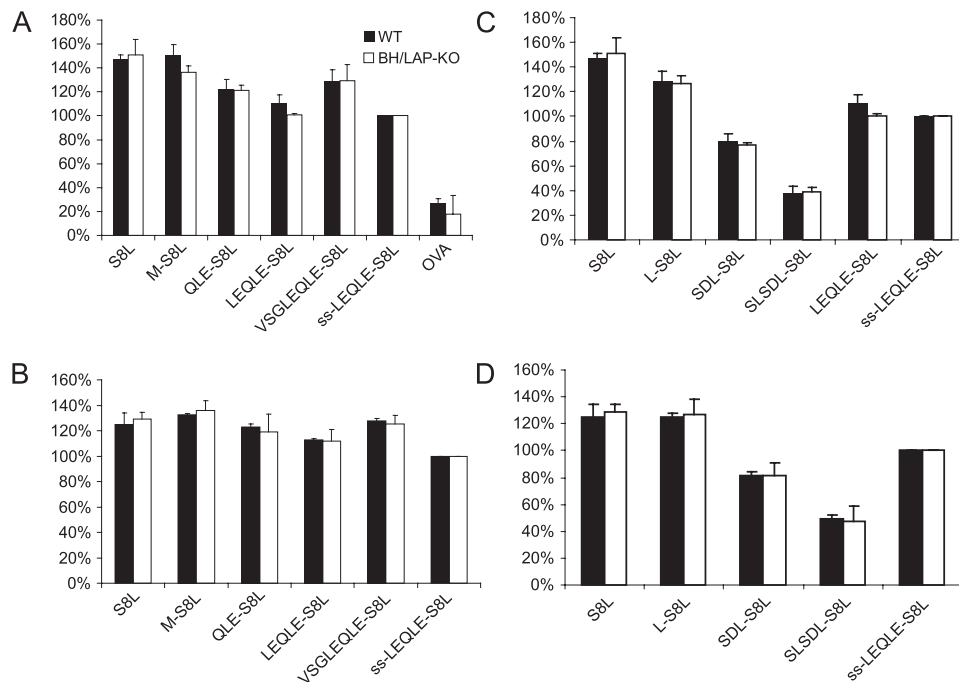 A
180%
160%
140%
120%
100%
80%
60%
40%
20%
0%
WT
BH/LAP-KO
S8L
M-S8L
QLE-S8L
LEQLE-S8L
VSGLEQLE-S8L
ss-LEQLE-S8L
OVA
C
180%
160%
140%
120%
100%
80%
60%
40%
20%
0%
S8L
L-S8L
SDL-S8L
SLSDL-S8L
LEQLE-S8L
ss-LEQLE-S8L
B
160%
140%
120%
100%
80%
60%
40%
20%
0%
S8L
M-S8L
QLE-S8L
LEQLE-S8L
VSGLEQLE-S8L
ss-LEQLE-S8L
D
160%
140%
120%
100%
80%
60%
40%
20%
0%
S8L
L-S8L
SDL-S8L
SLSDL-S8L
ss-LEQLE-S8L